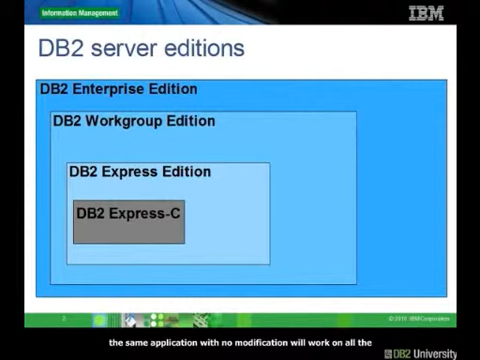 Information Management
IBM
DB2 server editions
DB2 Enterprise Edition
DB2 Workgroup Edition
DB2 Express Edition
DB2 Express-C
2
© 2010 IBM Corporation
the same application with no modification will work on all the
DB2 University